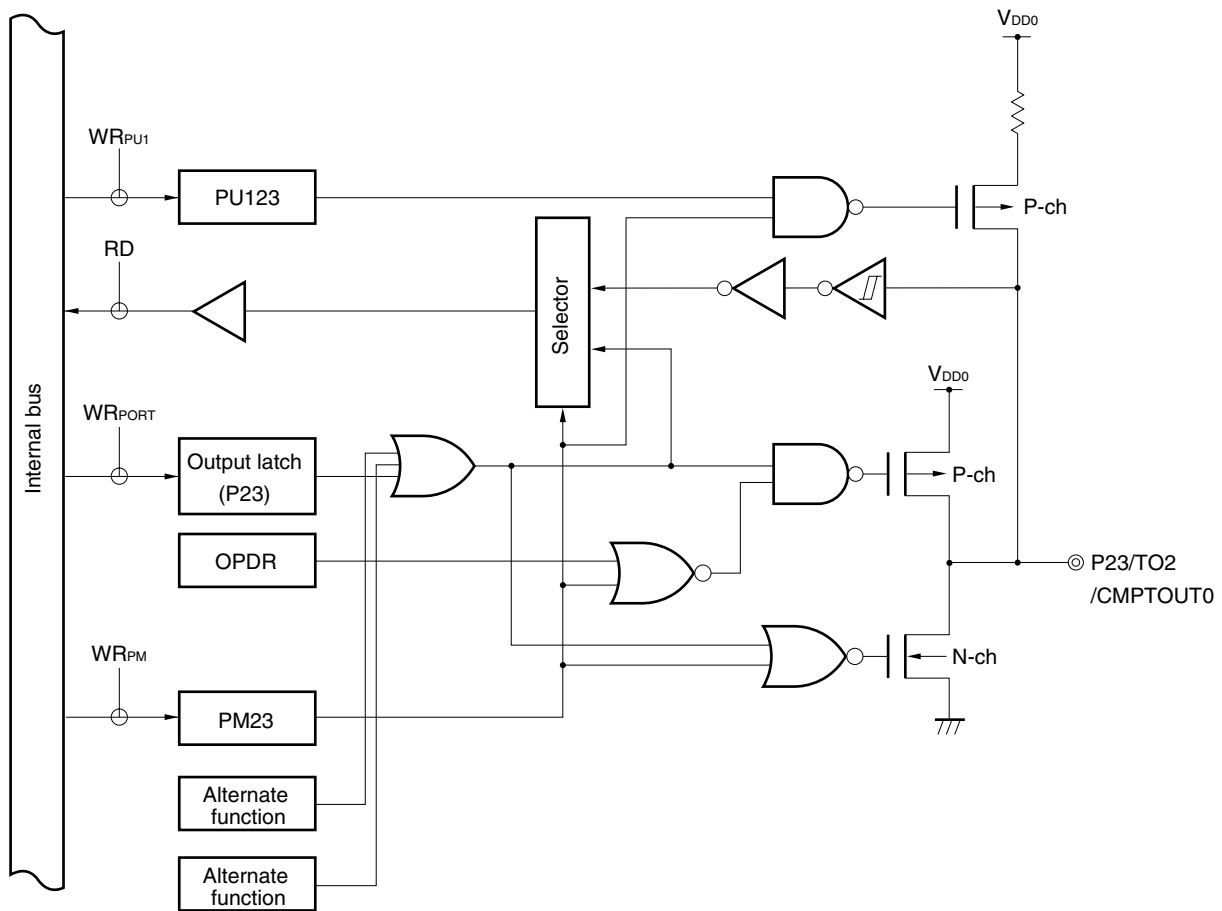 VDD0
WRPU1
PU123
P-ch
RD
Selector
Internal bus
VDD0
WRPORT
Output latch
(P23)
P-ch
OPDR
P23/TO2
/CMPTOUT0
WRPM
N-ch
PM23
Alternate
function
Alternate
function